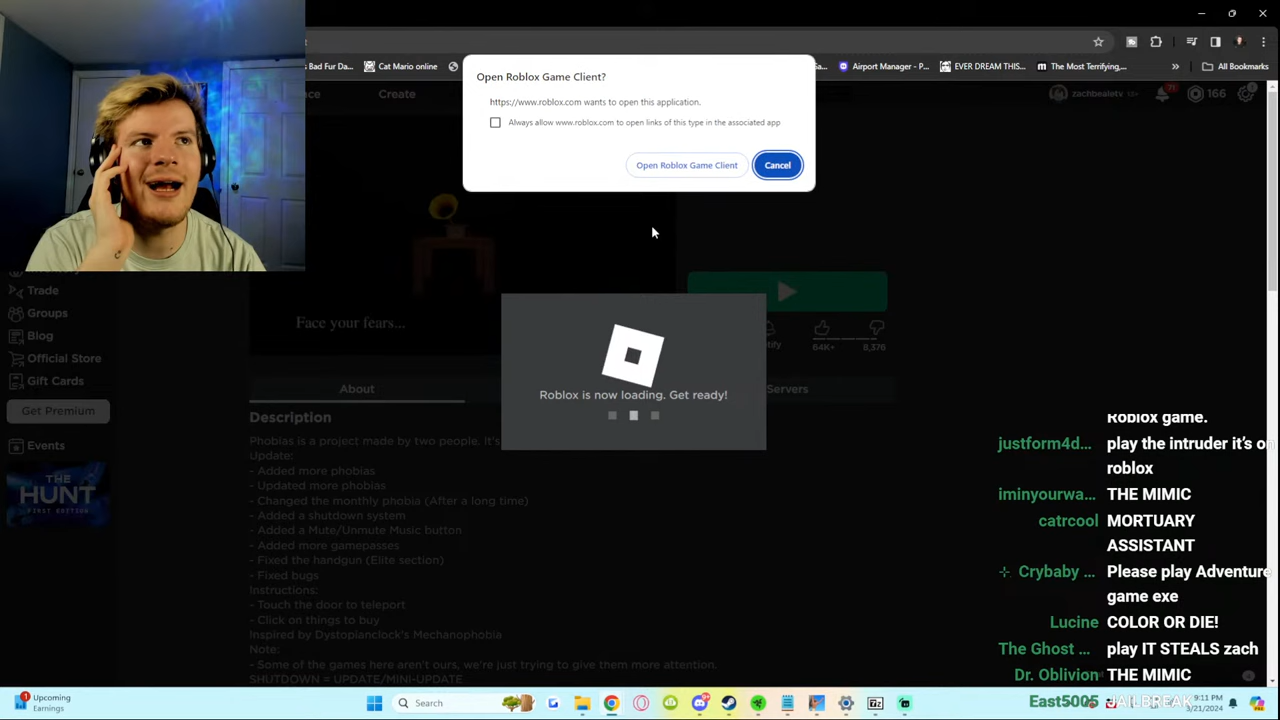 Open Roblox Game Client?
https://www.roblox.com wants to open this application.
Always allow www.roblox.com to open links of this type in the associated app
Open Roblox Game Client
Cancel
Bad Fur Da...
Cat Mario online
Airport Manager - P...
EVER DREAM THIS...
The Most Terrifying,...
»
All Bookmarks
Create
zachbealetv
71
166
Trade
Groups
Blog
Official Store
Gift Cards
Get Premium
Events
THE
HUNT
FIRST EDITION
Face your fears...
Roblox is now loading. Get ready!
64K+
8,376
About
Servers
Description
Phobias is a project made by two people. It's
Update:
- Added more phobias
- Updated more phobias
- Changed the monthly phobia (After a long time)
- Added a shutdown system
- Added a Mute/Unmute Music button
- Added more gamepasses
- Fixed the handgun (Elite section)
- Fixed bugs
Instructions:
- Touch the door to teleport
- Click on things to buy
Inspired by Dystopianclock's Mechanophobia
Note:
- Some of the games here aren't ours, we're just trying to give them more attention.
SHUTDOWN = UPDATE/MINI-UPDATE
Roblox game.
justform4d... play the intruder it's on
roblox
iminyourwa... THE MIMIC
catrcool MORTUARY
ASSISTANT
Crybaby ... Please play Adventure
game exe
Lucine COLOR OR DIE!
The Ghost ... play IT STEALS zach
Dr. Oblivion THE MIMIC
East5005 JAILBREAK
1
Upcoming
Earnings
Search
9:11 PM
3/21/2024